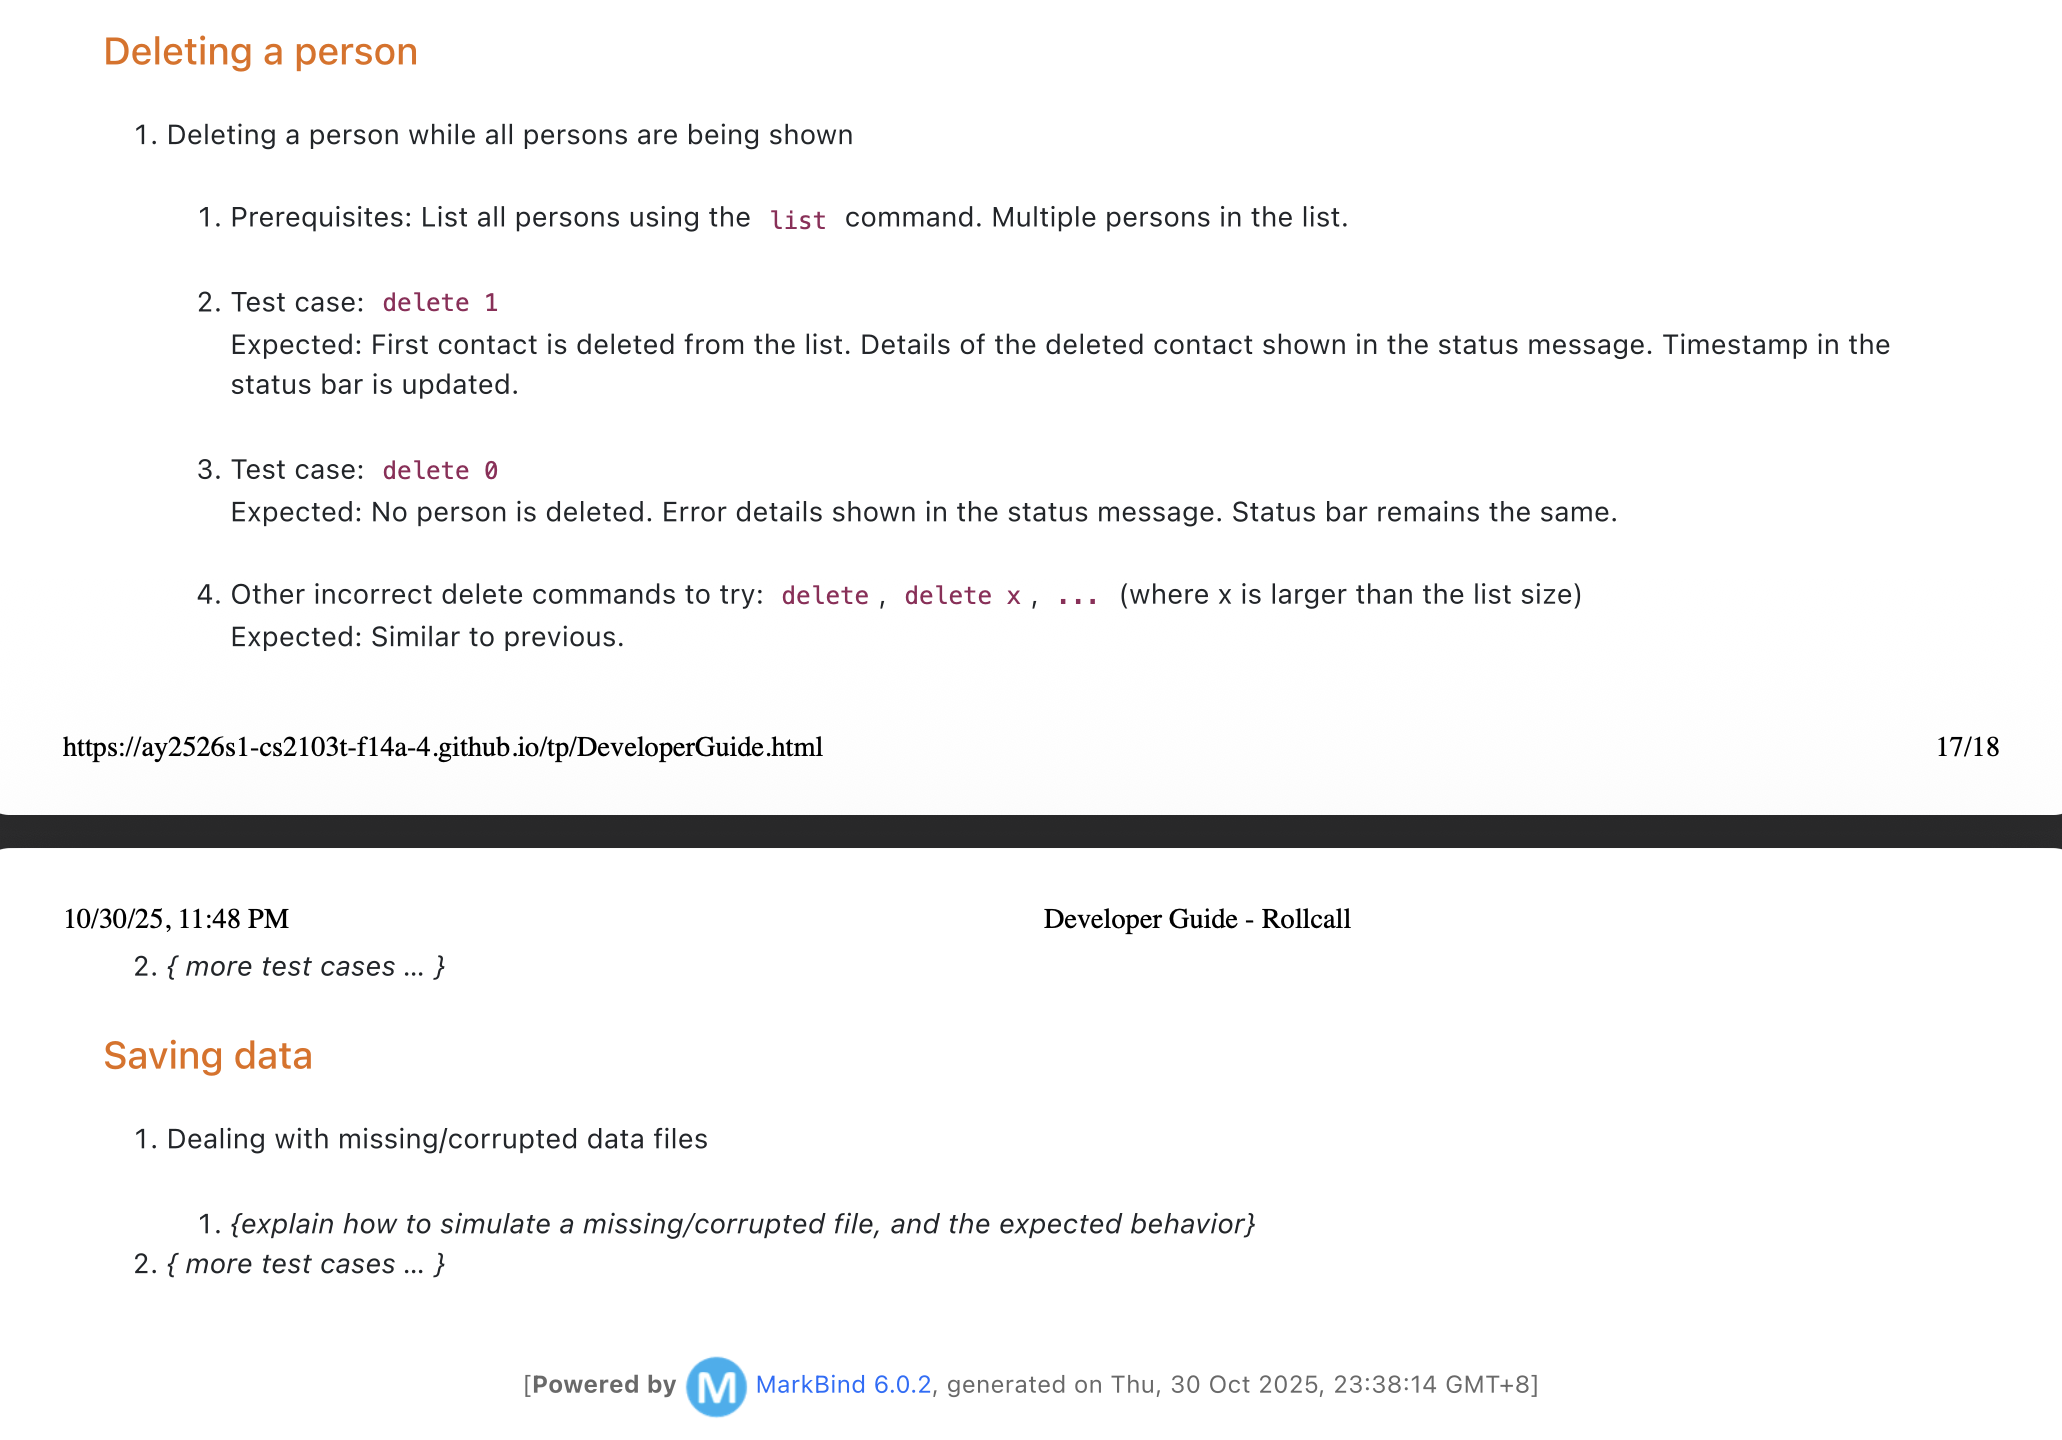 Deleting a person
1. Deleting a person while all persons are being shown
1. Prerequisites: List all persons using the list command. Multiple persons in the list.
2. Test case: delete 1
Expected: First contact is deleted from the list. Details of the deleted contact shown in the status message. Timestamp in the
status bar is updated.
3. Test case: delete 0
Expected: No person is deleted. Error details shown in the status message. Status bar remains the same.
4. Other incorrect delete commands to try: delete, delete x, ... (where x is larger than the list size)
Expected: Similar to previous.
https://ay2526s1-cs2103t-f14a-4.github.io/tp/DeveloperGuide.html 17/18
10/30/25, 11:48 PM Developer Guide - Rollcall
2. { more test cases … }
Saving data
1. Dealing with missing/corrupted data files
1. {explain how to simulate a missing/corrupted file, and the expected behavior}
2. { more test cases … }
[Powered by M MarkBind 6.0.2, generated on Thu, 30 Oct 2025, 23:38:14 GMT+8]